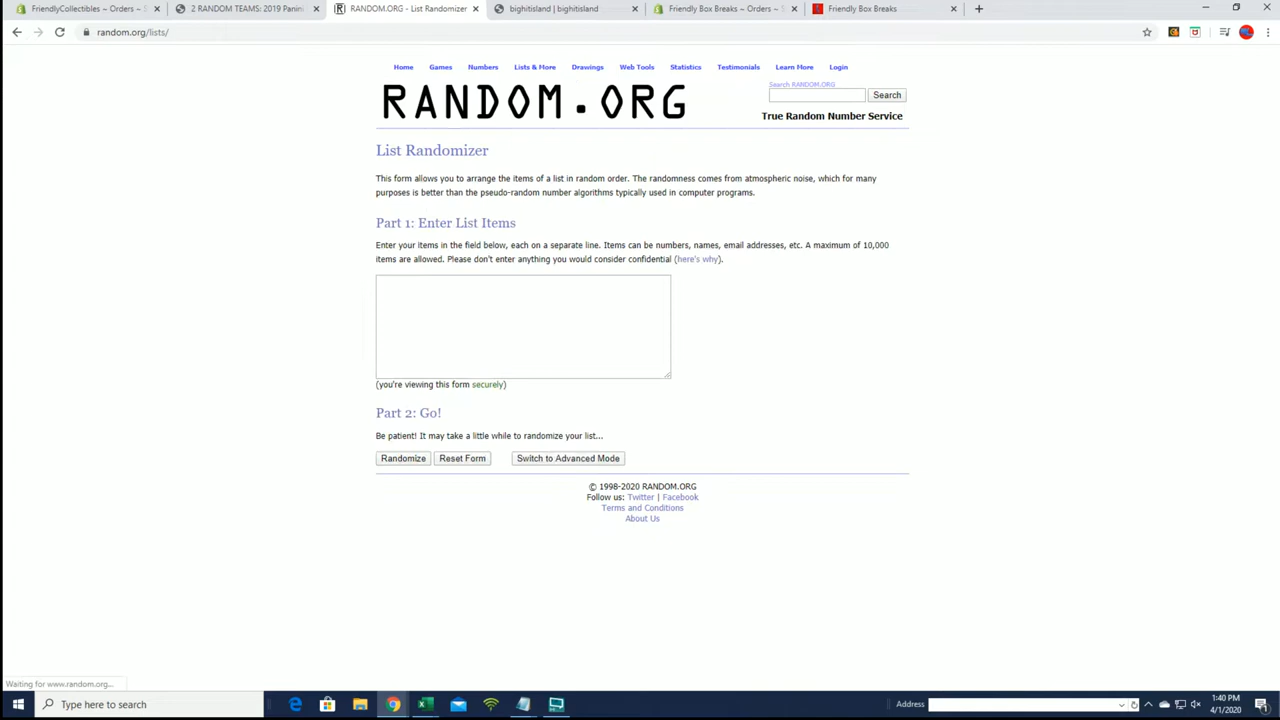 FriendlyCollectibles ~ Orders ~ S
2 RANDOM TEAMS: 2019 Panini
RANDOM.ORG - List Randomizer
bighitisland | bighitisland
Friendly Box Breaks ~ Orders ~ S
Friendly Box Breaks
random.org/lists/
Home Games Numbers Lists & More Drawings Web Tools Statistics Testimonials Learn More Login
RANDOM.ORG
Search RANDOM.ORG
Search
True Random Number Service
List Randomizer
This form allows you to arrange the items of a list in random order. The randomness comes from atmospheric noise, which for many
purposes is better than the pseudo-random number algorithms typically used in computer programs.
Part 1: Enter List Items
Enter your items in the field below, each on a separate line. Items can be numbers, names, email addresses, etc. A maximum of 10,000
items are allowed. Please don't enter anything you would consider confidential (here's why).
(you're viewing this form securely)
Part 2: Go!
Be patient! It may take a little while to randomize your list...
Randomize Reset Form Switch to Advanced Mode
© 1998-2020 RANDOM.ORG
Follow us: Twitter | Facebook
Terms and Conditions
About Us
Waiting for www.random.org...
Type here to search
Address
1:40 PM
4/1/2020